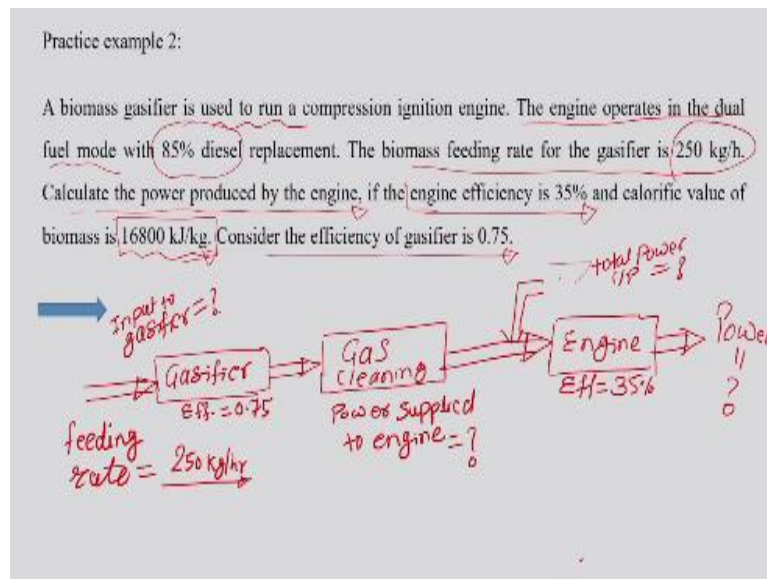 Practice example 2:
A biomass gasifier is used to run a compression ignition engine. The engine operates in the dual
fuel mode with 85% diesel replacement. The biomass feeding rate for the gasifier is 250 kg/h.
Calculate the power produced by the engine, if the engine efficiency is 35% and calorific value of
biomass is 16800 kJ/kg. Consider the efficiency of gasifier is 0.75.
total power
I/P = ?
Input to
gasifier = ?
Gasifier
Eff. = 0.75
Gas
Cleaning
Power supplied
to engine = ?
Engine
Eff = 35%
Power
=
?
feeding
rate = 250 kg/hr